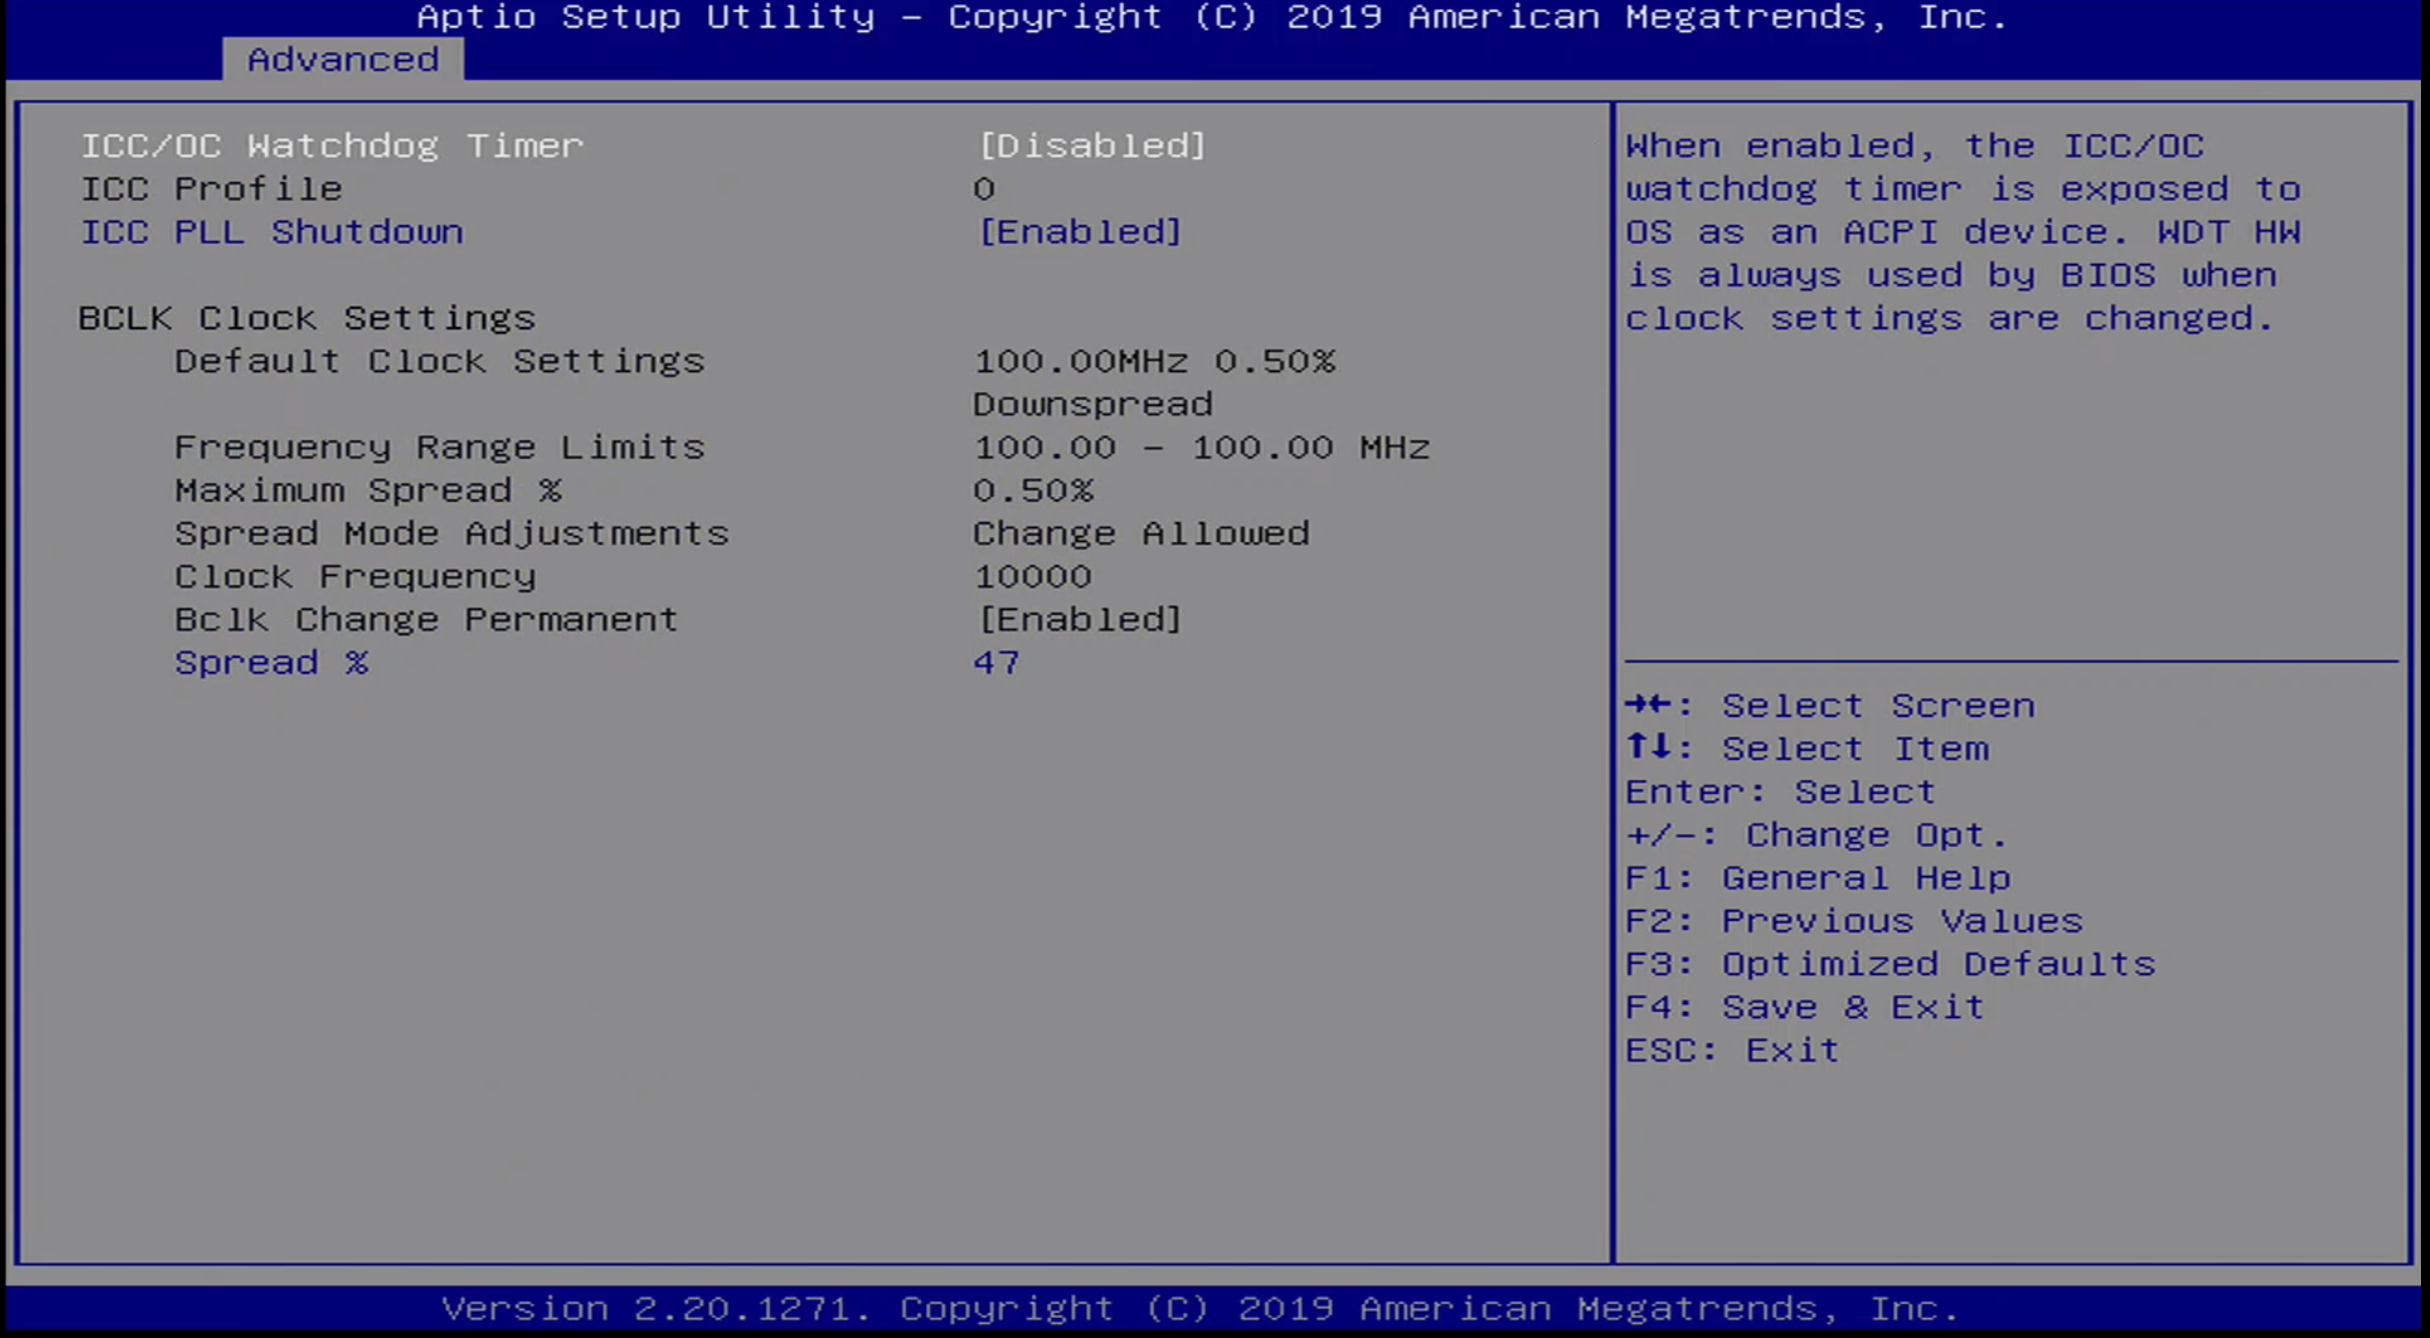 Aptio Setup Utility – Copyright (C) 2019 American Megatrends, Inc.
Advanced
ICC/OC Watchdog Timer [Disabled]
ICC Profile 0
ICC PLL Shutdown [Enabled]
BCLK Clock Settings
Default Clock Settings 100.00MHz 0.50%
Downspread
Frequency Range Limits 100.00 – 100.00 MHz
Maximum Spread % 0.50%
Spread Mode Adjustments Change Allowed
Clock Frequency 10000
Bclk Change Permanent [Enabled]
Spread % 47
When enabled, the ICC/OC
watchdog timer is exposed to
OS as an ACPI device. WDT HW
is always used by BIOS when
clock settings are changed.
→←: Select Screen
↑↓: Select Item
Enter: Select
+/-: Change Opt.
F1: General Help
F2: Previous Values
F3: Optimized Defaults
F4: Save & Exit
ESC: Exit
Version 2.20.1271. Copyright (C) 2019 American Megatrends, Inc.